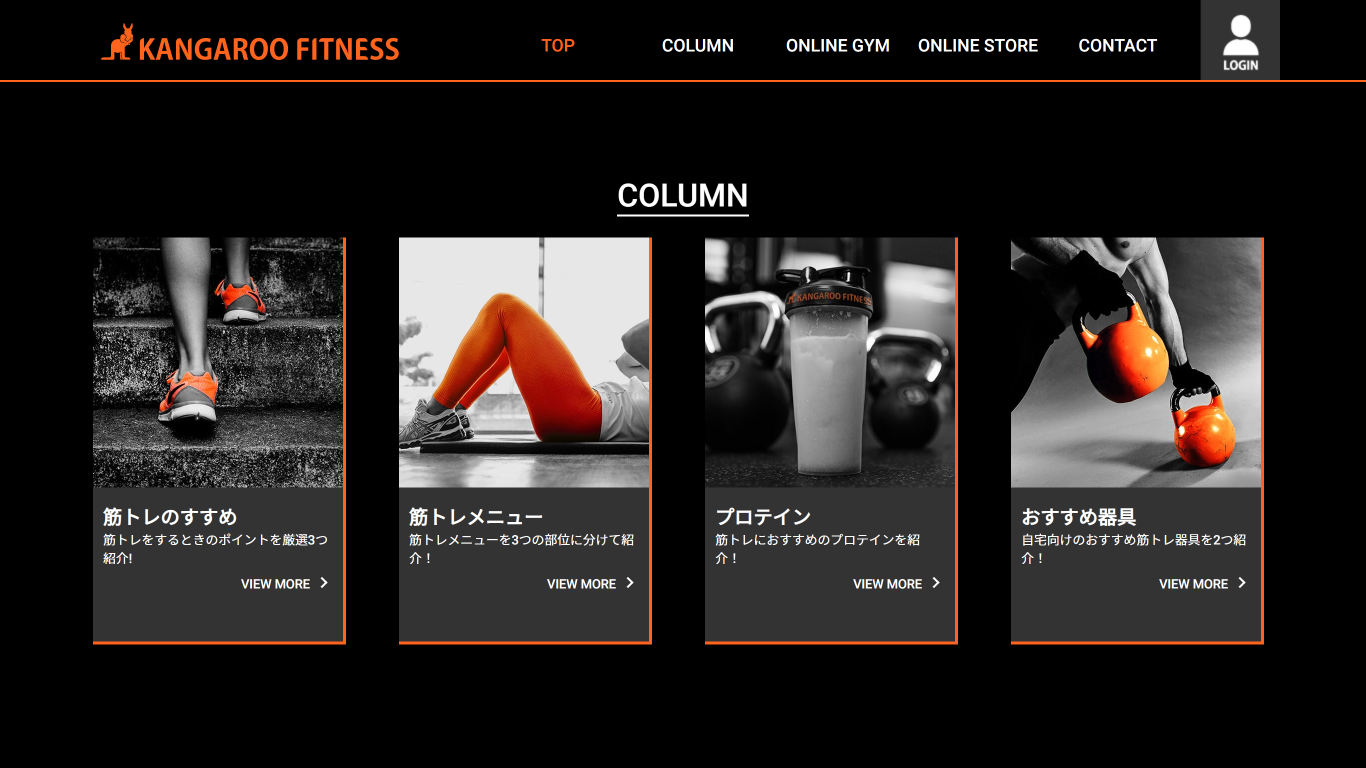 KANGAROO FITNESS
TOP
COLUMN
ONLINE GYM
ONLINE STORE
CONTACT
LOGIN
COLUMN
KANGAROO FITNESS
筋トレのすすめ
筋トレをするときのポイントを厳選3つ
紹介!
VIEW MORE
筋トレメニュー
筋トレメニューを3つの部位に分けて紹
介！
VIEW MORE
プロテイン
筋トレにおすすめのプロテインを紹
介！
VIEW MORE
おすすめ器具
自宅向けのおすすめ筋トレ器具を2つ紹
介！
VIEW MORE